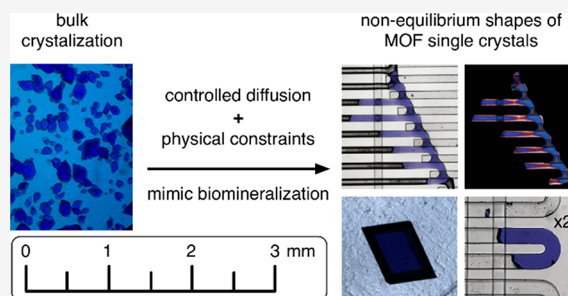 bulk
crystalization
non-equilibrium shapes of
MOF single crystals
controlled diffusion
+
physical constraints
mimic biomineralization
x2
0 1 2 3 mm